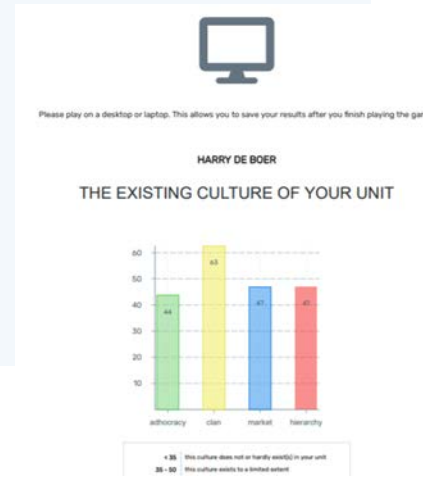 Please play on a desktop or laptop. This allows you to save your results after you finish playing the gar
HARRY DE BOER
THE EXISTING CULTURE OF YOUR UNIT
60
50
40
30
20
10
44
63
47
47
adhocracy
clan
market
hierarchy
< 35 this culture does not or hardly exist(s) in your unit
35 - 50 this culture exists to a limited extent